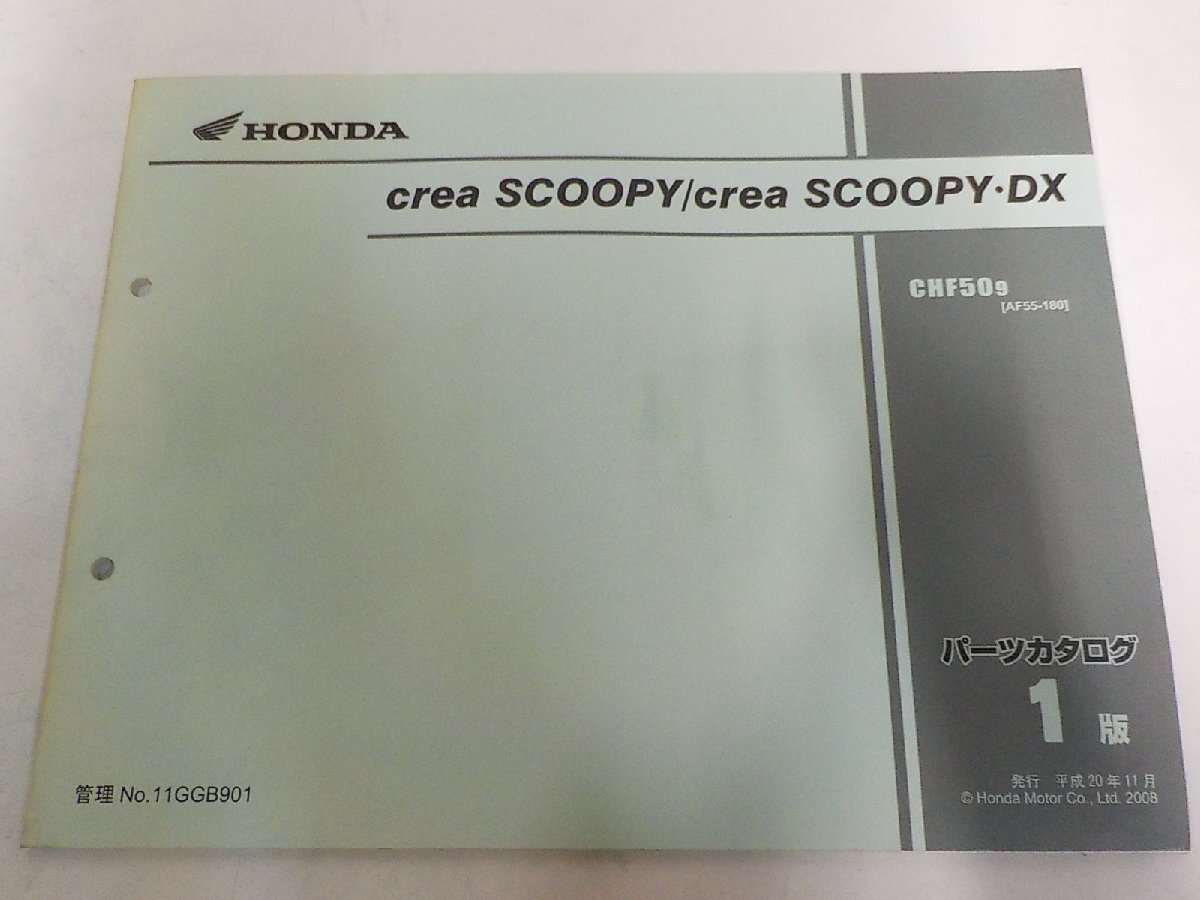 HONDA
crea SCOOPY/crea SCOOPY·DX
CHF509
[AF55-180]
パーツカタログ
1 版
発行 平成20年11月
© Honda Motor Co., Ltd. 2008
管理 No.11GGB901